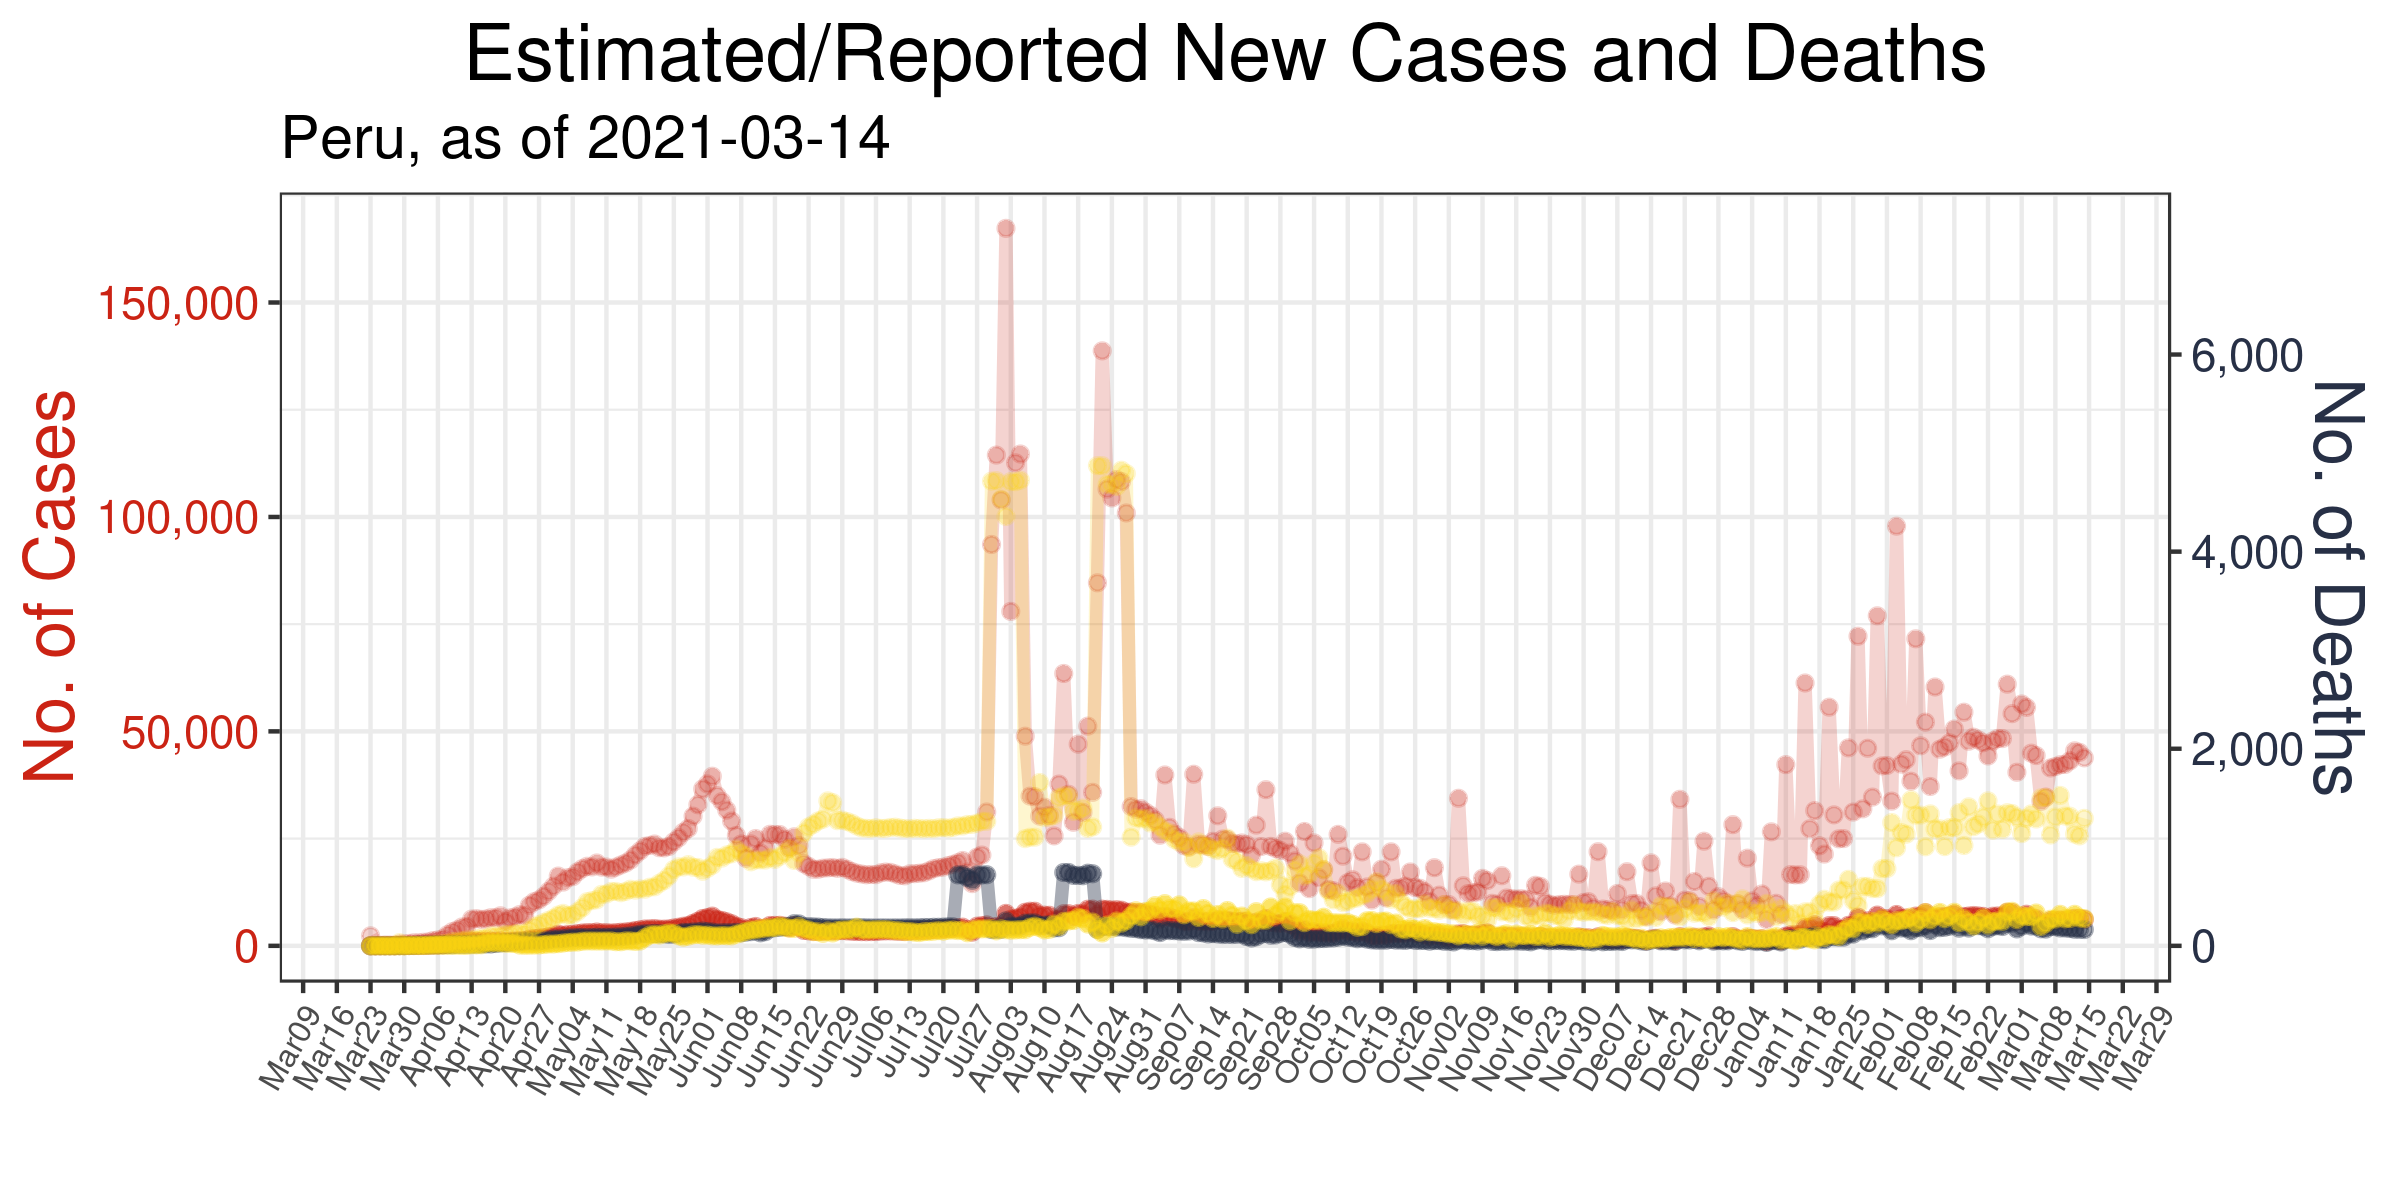 Estimated/Reported New Cases and Deaths
Peru, as of 2021-03-14
No. of Cases
150,000
100,000
50,000
0
6,000
4,000
2,000
0
No. of Deaths
Mar09
Mar16
Mar23
Mar30
Apr06
Apr13
Apr20
Apr27
May04
May11
May18
May25
Jun01
Jun08
Jun15
Jun22
Jun29
Jul06
Jul13
Jul20
Jul27
Aug03
Aug10
Aug17
Aug24
Aug31
Sep07
Sep14
Sep21
Sep28
Oct05
Oct12
Oct19
Oct26
Nov02
Nov09
Nov16
Nov23
Nov30
Dec07
Dec14
Dec21
Dec28
Jan04
Jan11
Jan18
Jan25
Feb01
Feb08
Feb15
Feb22
Mar01
Mar08
Mar15
Mar22
Mar29